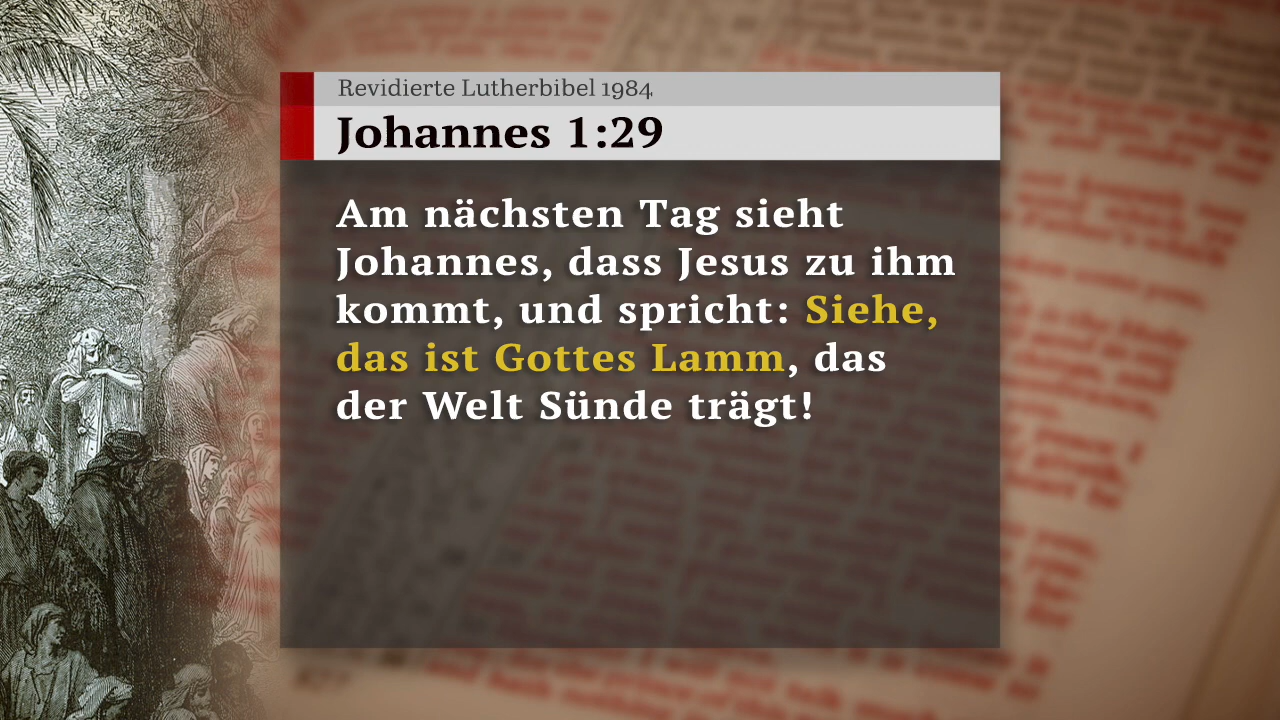 Revidierte Lutherbibel 1984
Johannes 1:29
Am nächsten Tag sieht
Johannes, dass Jesus zu ihm
kommt, und spricht: Siehe,
das ist Gottes Lamm, das
der Welt Sünde trägt!